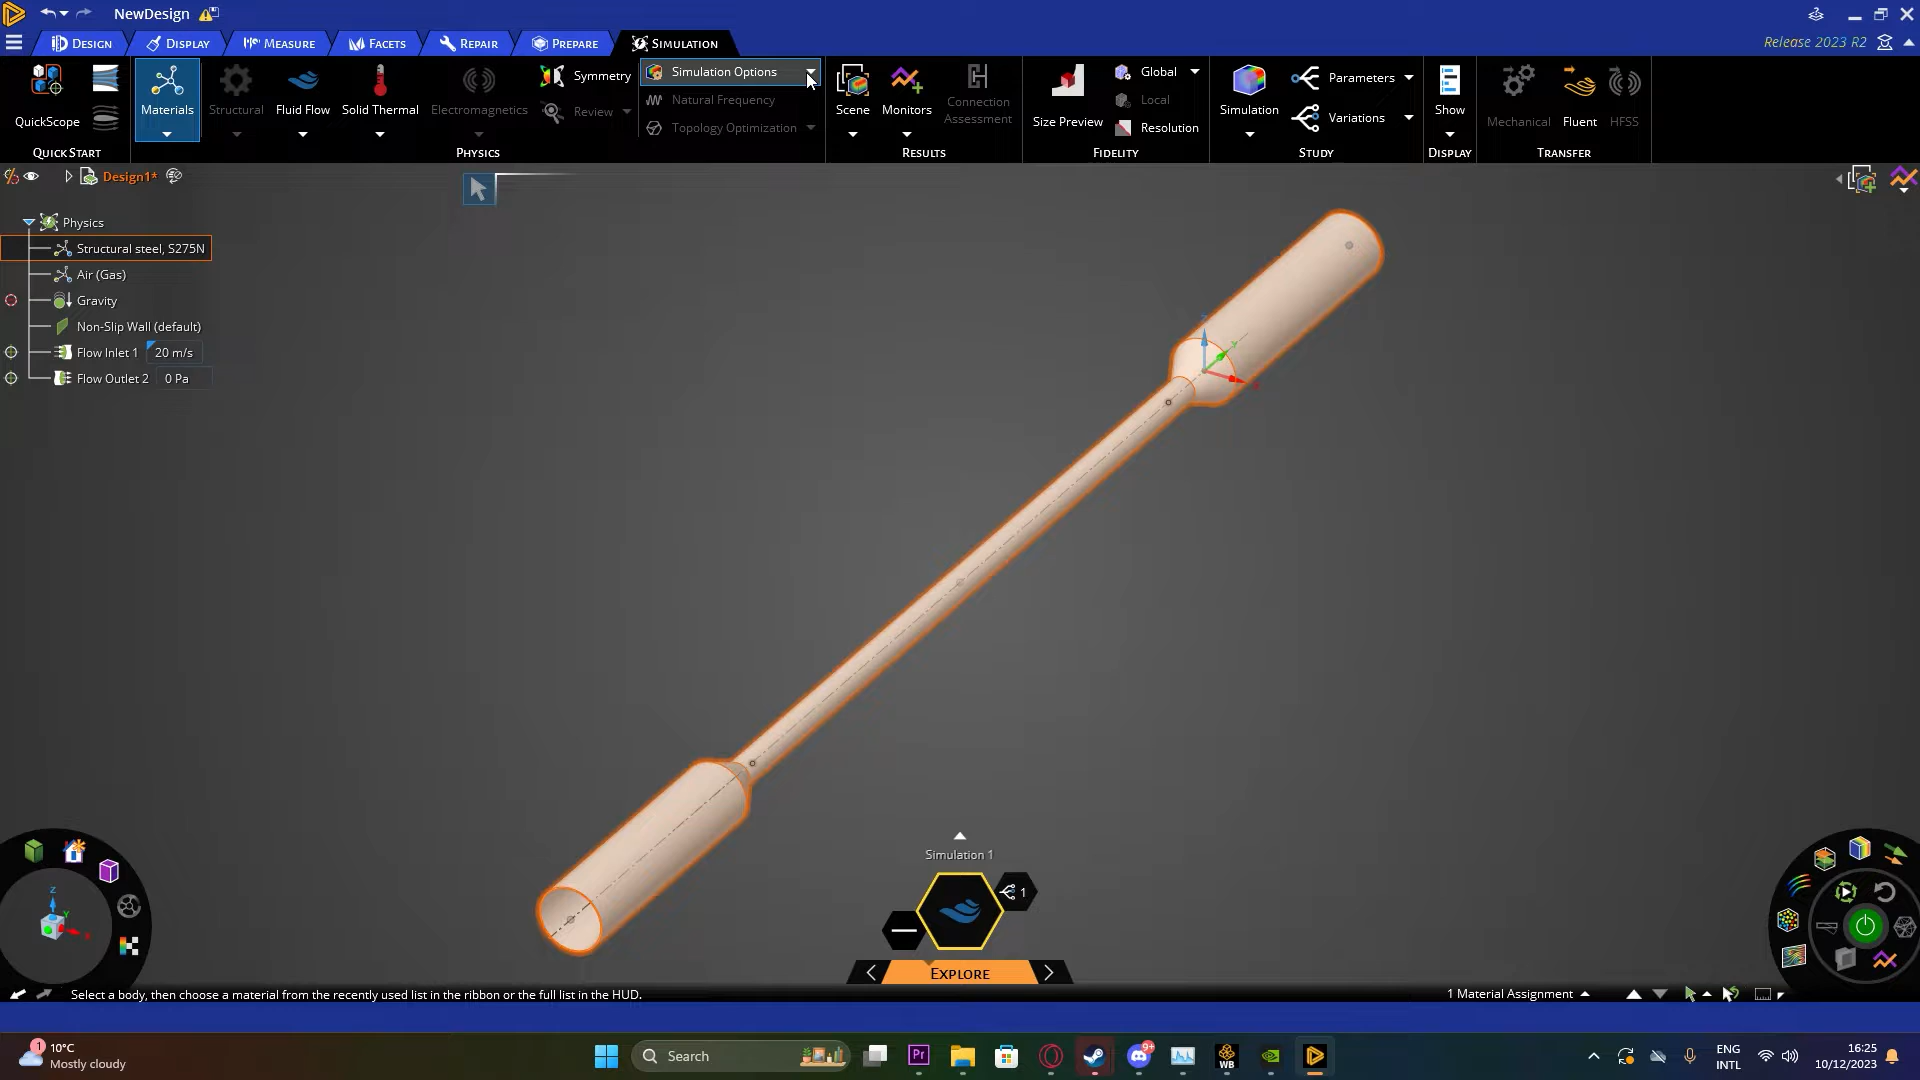 NewDesign
DESIGN
DISPLAY
MEASURE
FACETS
REPAIR
PREPARE
SIMULATION
Release 2023 R2
QuickScope
QUICK START
Materials
Structural
Fluid Flow
Solid Thermal
Electromagnetics
Symmetry
Review
PHYSICS
Simulation Options
Natural Frequency
Topology Optimization
Scene
Monitors
Connection
Assessment
RESULTS
Size Preview
Global
Local
Resolution
FIDELITY
Simulation
Parameters
Variations
STUDY
Show
DISPLAY
Mechanical
Fluent
HFSS
TRANSFER
Design1*
Physics
Structural steel, S275N
Air (Gas)
Gravity
Non-Slip Wall (default)
Flow Inlet 1 20 m/s
Flow Outlet 2 0 Pa
Simulation 1
1
EXPLORE
Select a body, then choose a material from the recently used list in the ribbon or the full list in the HUD.
1 Material Assignment
1
10°C
Mostly cloudy
Search
Pr
9+
WB
ENG
INTL
16:25
10/12/2023